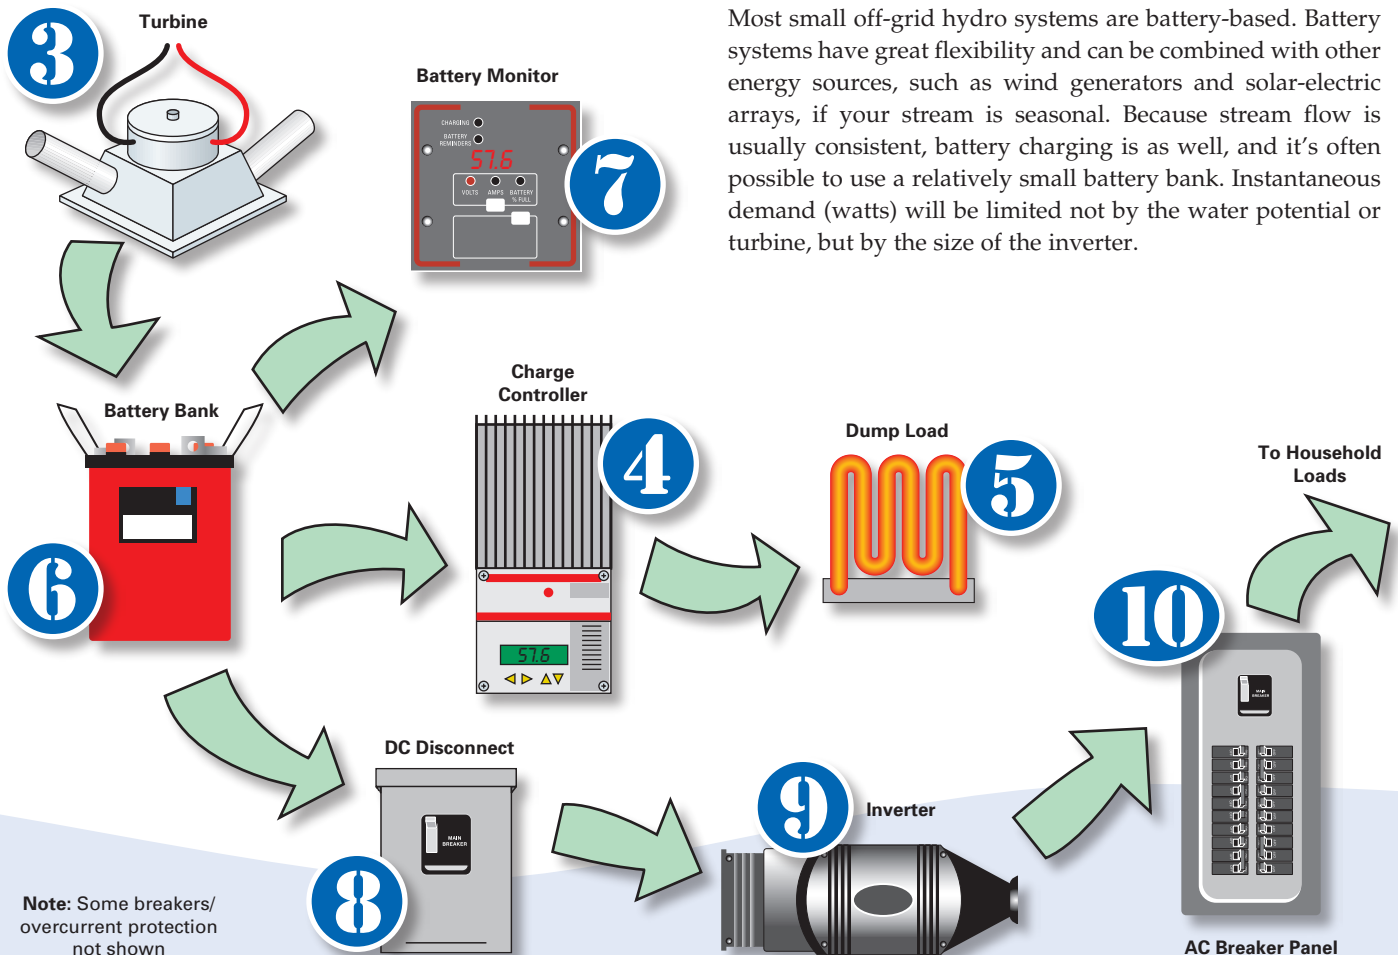 3
Turbine
Most small off-grid hydro systems are battery-based. Battery
systems have great flexibility and can be combined with other
energy sources, such as wind generators and solar-electric
arrays, if your stream is seasonal. Because stream flow is
usually consistent, battery charging is as well, and it's often
possible to use a relatively small battery bank. Instantaneous
demand (watts) will be limited not by the water potential or
turbine, but by the size of the inverter.
Battery Monitor
CHARGING
BATTERY
REMINDERS
57.6
VOLTS AMPS BATTERY
% FULL
7
Battery Bank
6
Charge
Controller
4
57.6
Dump Load
5
To Household
Loads
10
MAIN
BREAKER
AC Breaker Panel
DC Disconnect
MAIN
BREAKER
8
9
Inverter
Note: Some breakers/
overcurrent protection
not shown